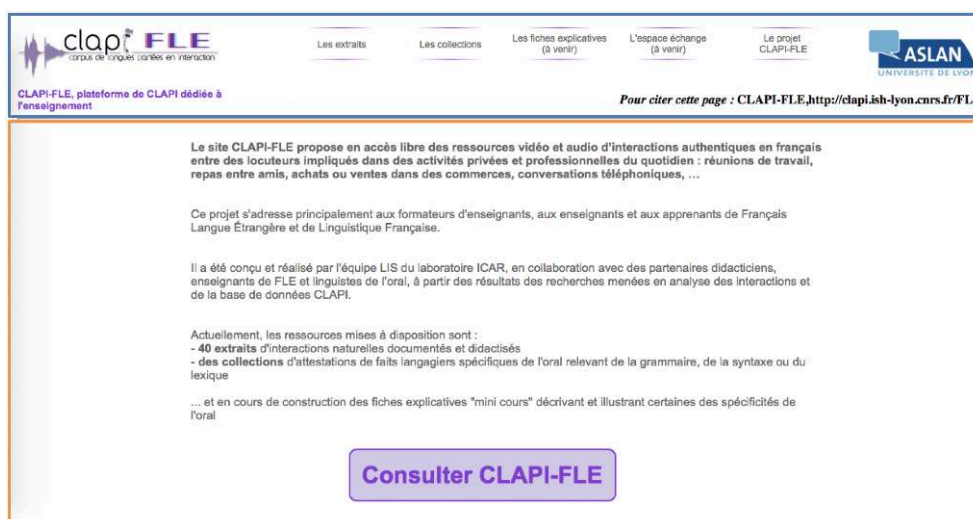 clapi FLE
corpus de langues parlées en interaction
Les extraits
Les collections
Les fiches explicatives
(à venir)
L'espace échange
(à venir)
Le projet
CLAPI-FLE
ASLAN
UNIVERSITÉ DE LYON
CLAPI-FLE, plateforme de CLAPI dédiée à
l'enseignement
Pour citer cette page : CLAPI-FLE,http://clapi.ish-lyon.cnrs.fr/FL
Le site CLAPI-FLE propose en accès libre des ressources vidéo et audio d'interactions authentiques en français
entre des locuteurs impliqués dans des activités privées et professionnelles du quotidien : réunions de travail,
repas entre amis, achats ou ventes dans des commerces, conversations téléphoniques, ...
Ce projet s'adresse principalement aux formateurs d'enseignants, aux enseignants et aux apprenants de Français
Langue Étrangère et de Linguistique Française.
Il a été conçu et réalisé par l'équipe LIS du laboratoire ICAR, en collaboration avec des partenaires didacticiens,
enseignants de FLE et linguistes de l'oral, à partir des résultats des recherches menées en analyse des interactions et
de la base de données CLAPI.
Actuellement, les ressources mises à disposition sont :
- 40 extraits d'interactions naturelles documentés et didactisés
- des collections d'attestations de faits langagiers spécifiques de l'oral relevant de la grammaire, de la syntaxe ou du
lexique
... et en cours de construction des fiches explicatives "mini cours" décrivant et illustrant certaines des spécificités de
l'oral
Consulter CLAPI-FLE